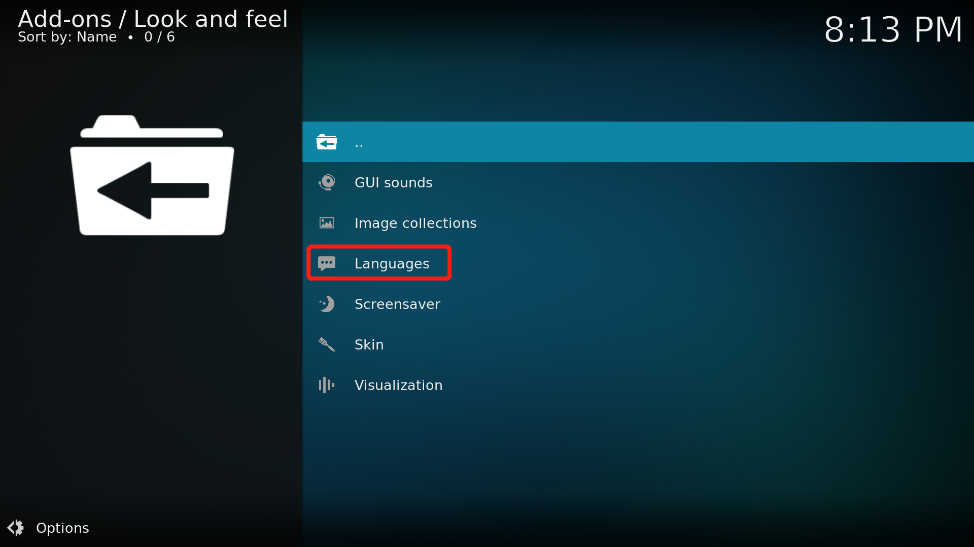 Add-ons / Look and feel
Sort by: Name • 0 / 6
8:13 PM
..
GUI sounds
Image collections
Languages
Screensaver
Skin
Visualization
Options